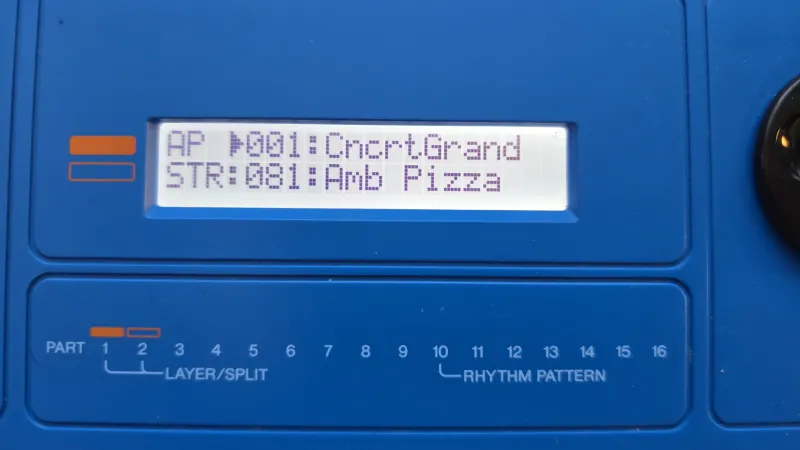 AP ▶001:CncrtGrand
STR:081:Amb Pizza
PART 1 2 3 4 5 6 7 8 9 10 11 12 13 14 15 16
LAYER/SPLIT
RHYTHM PATTERN